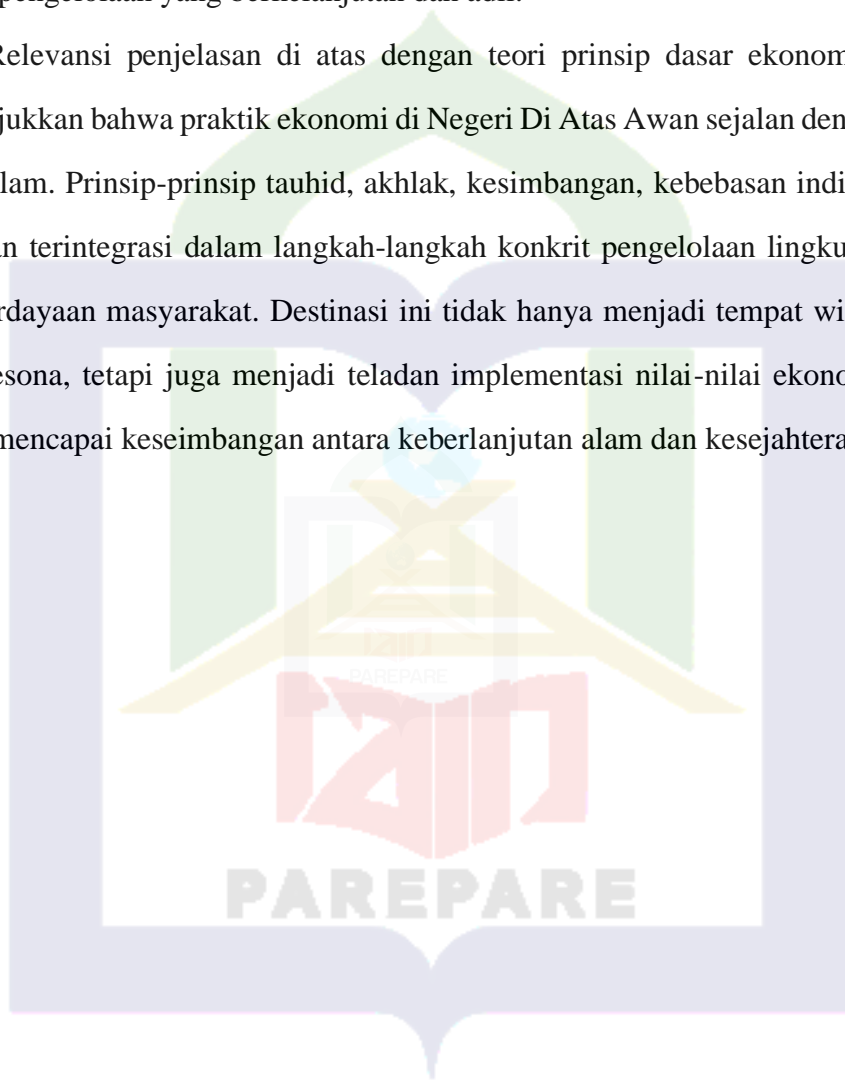 pengelolaan yang berkelanjutan dan adil.
Relevansi penjelasan di atas dengan teori prinsip dasar ekonom
jukkan bahwa praktik ekonomi di Negeri Di Atas Awan sejalan den
lam. Prinsip-prinsip tauhid, akhlak, kesimbangan, kebebasan indi
an terintegrasi dalam langkah-langkah konkrit pengelolaan lingku
rdayaan masyarakat. Destinasi ini tidak hanya menjadi tempat wi
esona, tetapi juga menjadi teladan implementasi nilai-nilai ekono
mencapai keseimbangan antara keberlanjutan alam dan kesejahtera
iain
PAREPARE
PAREPARE